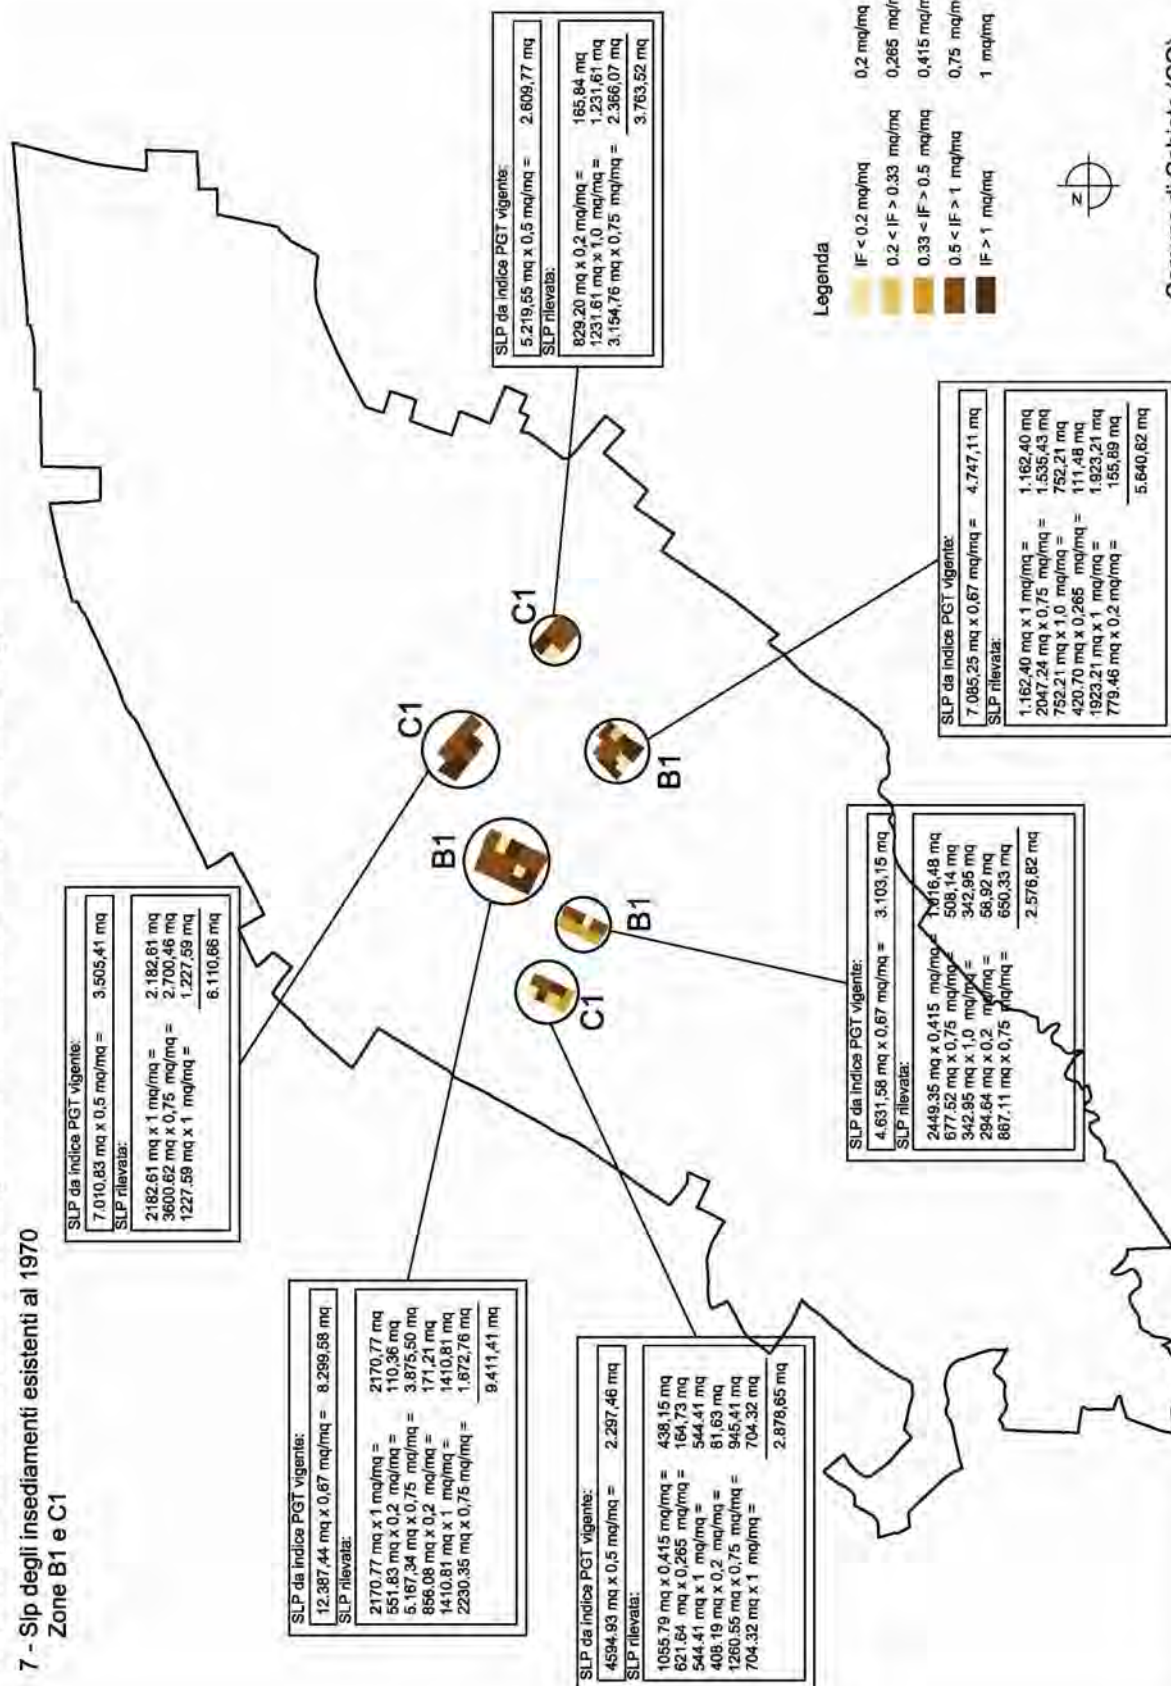 7 - Slp degli insediamenti esistenti al 1970
Zone B1 e C1
SLP da indice PGT vigente:
7.010,83 mq x 0,5 mq/mq = 3.505,41 mq
SLP rilevata:
2182.61 mq x 1 mq/mq = 2.182,61 mq
3600.62 mq x 0,75 mq/mq = 2.700,46 mq
1227.59 mq x 1 mq/mq = 1.227,59 mq
6.110,66 mq
SLP da indice PGT vigente:
12.387,44 mq x 0,67 mq/mq = 8.299,58 mq
SLP rilevata:
2170.77 mq x 1 mq/mq = 2170,77 mq
551.83 mq x 0,2 mq/mq = 110,36 mq
5.167,34 mq x 0,75 mq/mq = 3.875,50 mq
856.08 mq x 0,2 mq/mq = 171,21 mq
1410.81 mq x 1 mq/mq = 1410,81 mq
2230.35 mq x 0,75 mq/mq = 1.672,76 mq
9.411,41 mq
SLP da indice PGT vigente:
4594.93 mq x 0,5 mq/mq = 2.297,46 mq
SLP rilevata:
1055.79 mq x 0,415 mq/mq = 438,15 mq
621.64 mq x 0,265 mq/mq = 164,73 mq
544.41 mq x 1 mq/mq = 544.41 mq
408.19 mq x 0,2 mq/mq = 81,63 mq
1260.55 mq x 0,75 mq/mq = 945,41 mq
704.32 mq x 1 mq/mq = 704.32 mq
2.878,65 mq
C1
B1
C1
B1
C1
B1
SLP da indice PGT vigente:
5.219,55 mq x 0,5 mq/mq = 2.609,77 mq
SLP rilevata:
829.20 mq x 0,2 mq/mq = 165,84 mq
1231.61 mq x 1,0 mq/mq = 1.231,61 mq
3.154,76 mq x 0,75 mq/mq = 2.366,07 mq
3.763,52 mq
SLP da indice PGT vigente:
4.631,58 mq x 0,67 mq/mq = 3.103,15 mq
SLP rilevata:
2449.35 mq x 0,415 mq/mq = 1.016,48 mq
677.52 mq x 0,75 mq/mq = 508,14 mq
342.95 mq x 1,0 mq/mq = 342,95 mq
294.64 mq x 0,2 mq/mq = 58,92 mq
867.11 mq x 0,75 mq/mq = 650,33 mq
2.576,82 mq
SLP da indice PGT vigente:
7.085,25 mq x 0,67 mq/mq = 4.747,11 mq
SLP rilevata:
1.162,40 mq x 1 mq/mq = 1.162,40 mq
2047.24 mq x 0,75 mq/mq = 1.535,43 mq
752.21 mq x 1,0 mq/mq = 752,21 mq
420.70 mq x 0,265 mq/mq = 111,48 mq
1923.21 mq x 1 mq/mq = 1.923,21 mq
779.46 mq x 0,2 mq/mq = 155,89 mq
5.640,62 mq
Legenda
IF < 0.2 mq/mq 0,2 mq/mq
0.2 < IF > 0.33 mq/mq 0,265
0.33 < IF > 0.5 mq/mq 0,415
0.5 < IF > 1 mq/mq 0,75
IF > 1 mq/mq 1 mq/mq
N